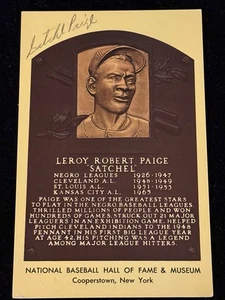 Satchel Paige
LEROY ROBERT PAIGE
"SATCHEL"
NEGRO LEAGUES 1926-1947
CLEVELAND A.L. 1948-1949
ST. LOUIS A.L. 1951-1953
KANSAS CITY A.L. 1965
PAIGE WAS ONE OF THE GREATEST STARS
TO PLAY IN THE NEGRO BASEBALL LEAGUES.
THRILLED MILLIONS OF PEOPLE AND WON
HUNDREDS OF GAMES. STRUCK OUT 21 MAJOR
LEAGUERS IN AN EXHIBITION GAME. HELPED
PITCH CLEVELAND INDIANS TO THE 1948
PENNANT IN HIS FIRST BIG LEAGUE YEAR
AT AGE 42. HIS PITCHING WAS A LEGEND
AMONG MAJOR LEAGUE HITTERS.
NATIONAL BASEBALL HALL OF FAME & MUSEUM
Cooperstown, New York